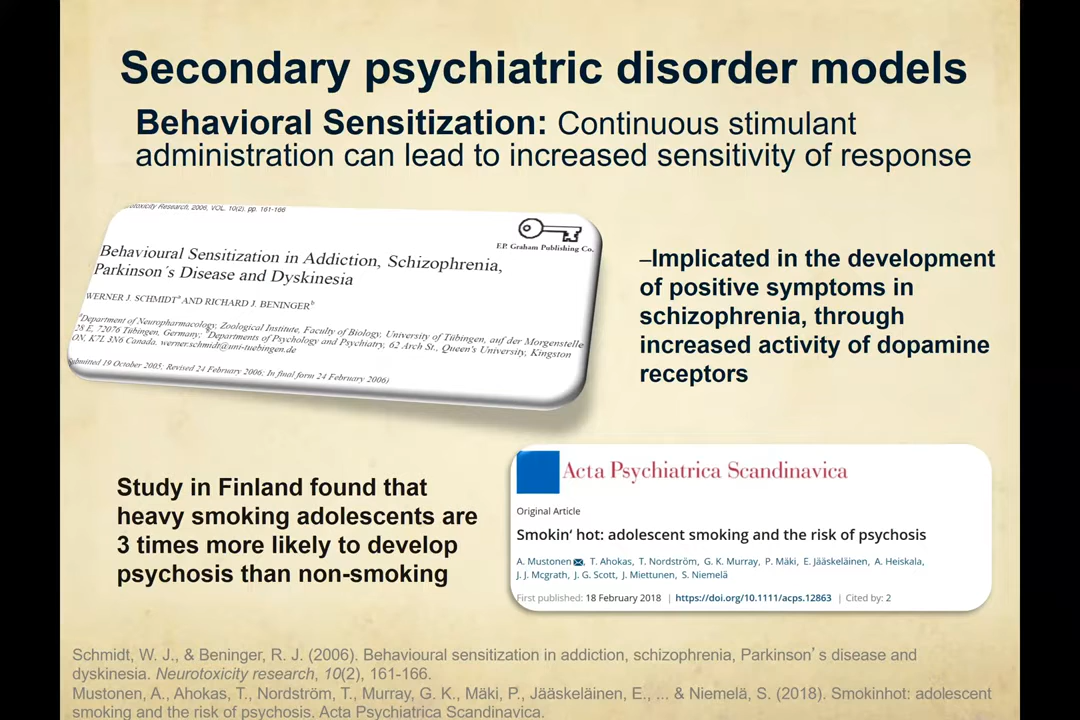 Secondary psychiatric disorder models
Behavioral Sensitization: Continuous stimulant
administration can lead to increased sensitivity of response
otoxicity Research, 2006, VOL. 10(2). pp. 161-166
F.P. Graham Publishing Co.
Behavioural Sensitization in Addiction, Schizophrenia,
Parkinson´s Disease and Dyskinesia
WERNER J. SCHMIDTᵃ AND RICHARD J. BENINGERᵇ
ᵃDepartment of Neuropharmacology, Zoological Institute, Faculty of Biology, University of Tübingen, auf der Morgenstelle
28 E, 72076 Tübingen, Germany; ᵇDepartments of Psychology and Psychiatry, 62 Arch St., Queen's University, Kingston
ON, K7L 3N6 Canada. werner.schmidt@uni-tuebingen.de
ubmitted 19 October 2005; Revised 24 February 2006; In final form 24 February 2006)
–Implicated in the development
of positive symptoms in
schizophrenia, through
increased activity of dopamine
receptors
Study in Finland found that
heavy smoking adolescents are
3 times more likely to develop
psychosis than non-smoking
Acta Psychiatrica Scandinavica
Original Article
Smokin' hot: adolescent smoking and the risk of psychosis
A. Mustonen, T. Ahokas, T. Nordström, G. K. Murray, P. Mäki, E. Jääskeläinen, A. Heiskala,
J. J. Mcgrath, J. G. Scott, J. Miettunen, S. Niemelä
First published: 18 February 2018 | https://doi.org/10.1111/acps.12863 | Cited by: 2
Schmidt, W. J., & Beninger, R. J. (2006). Behavioural sensitization in addiction, schizophrenia, Parkinson's disease and
dyskinesia. Neurotoxicity research, 10(2), 161-166.
Mustonen, A., Ahokas, T., Nordström, T., Murray, G. K., Mäki, P., Jääskeläinen, E., ... & Niemelä, S. (2018). Smokinhot: adolescent
smoking and the risk of psychosis. Acta Psychiatrica Scandinavica.